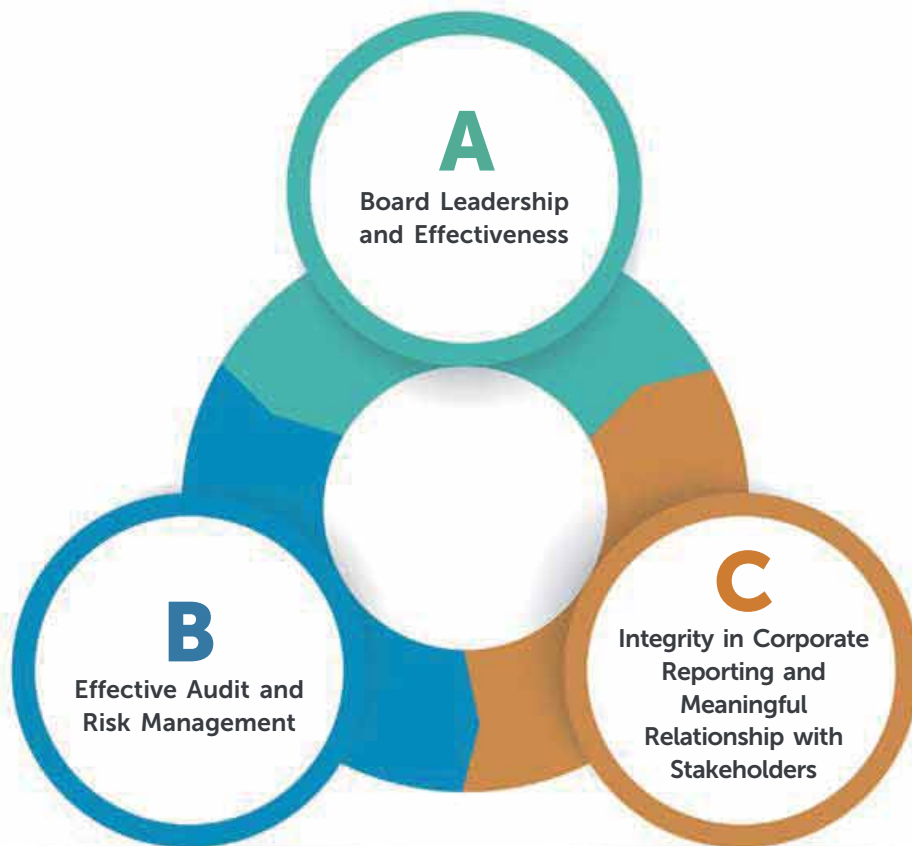 A
Board Leadership
and Effectiveness
B
Effective Audit and
Risk Management
C
Integrity in Corporate
Reporting and
Meaningful
Relationship with
Stakeholders